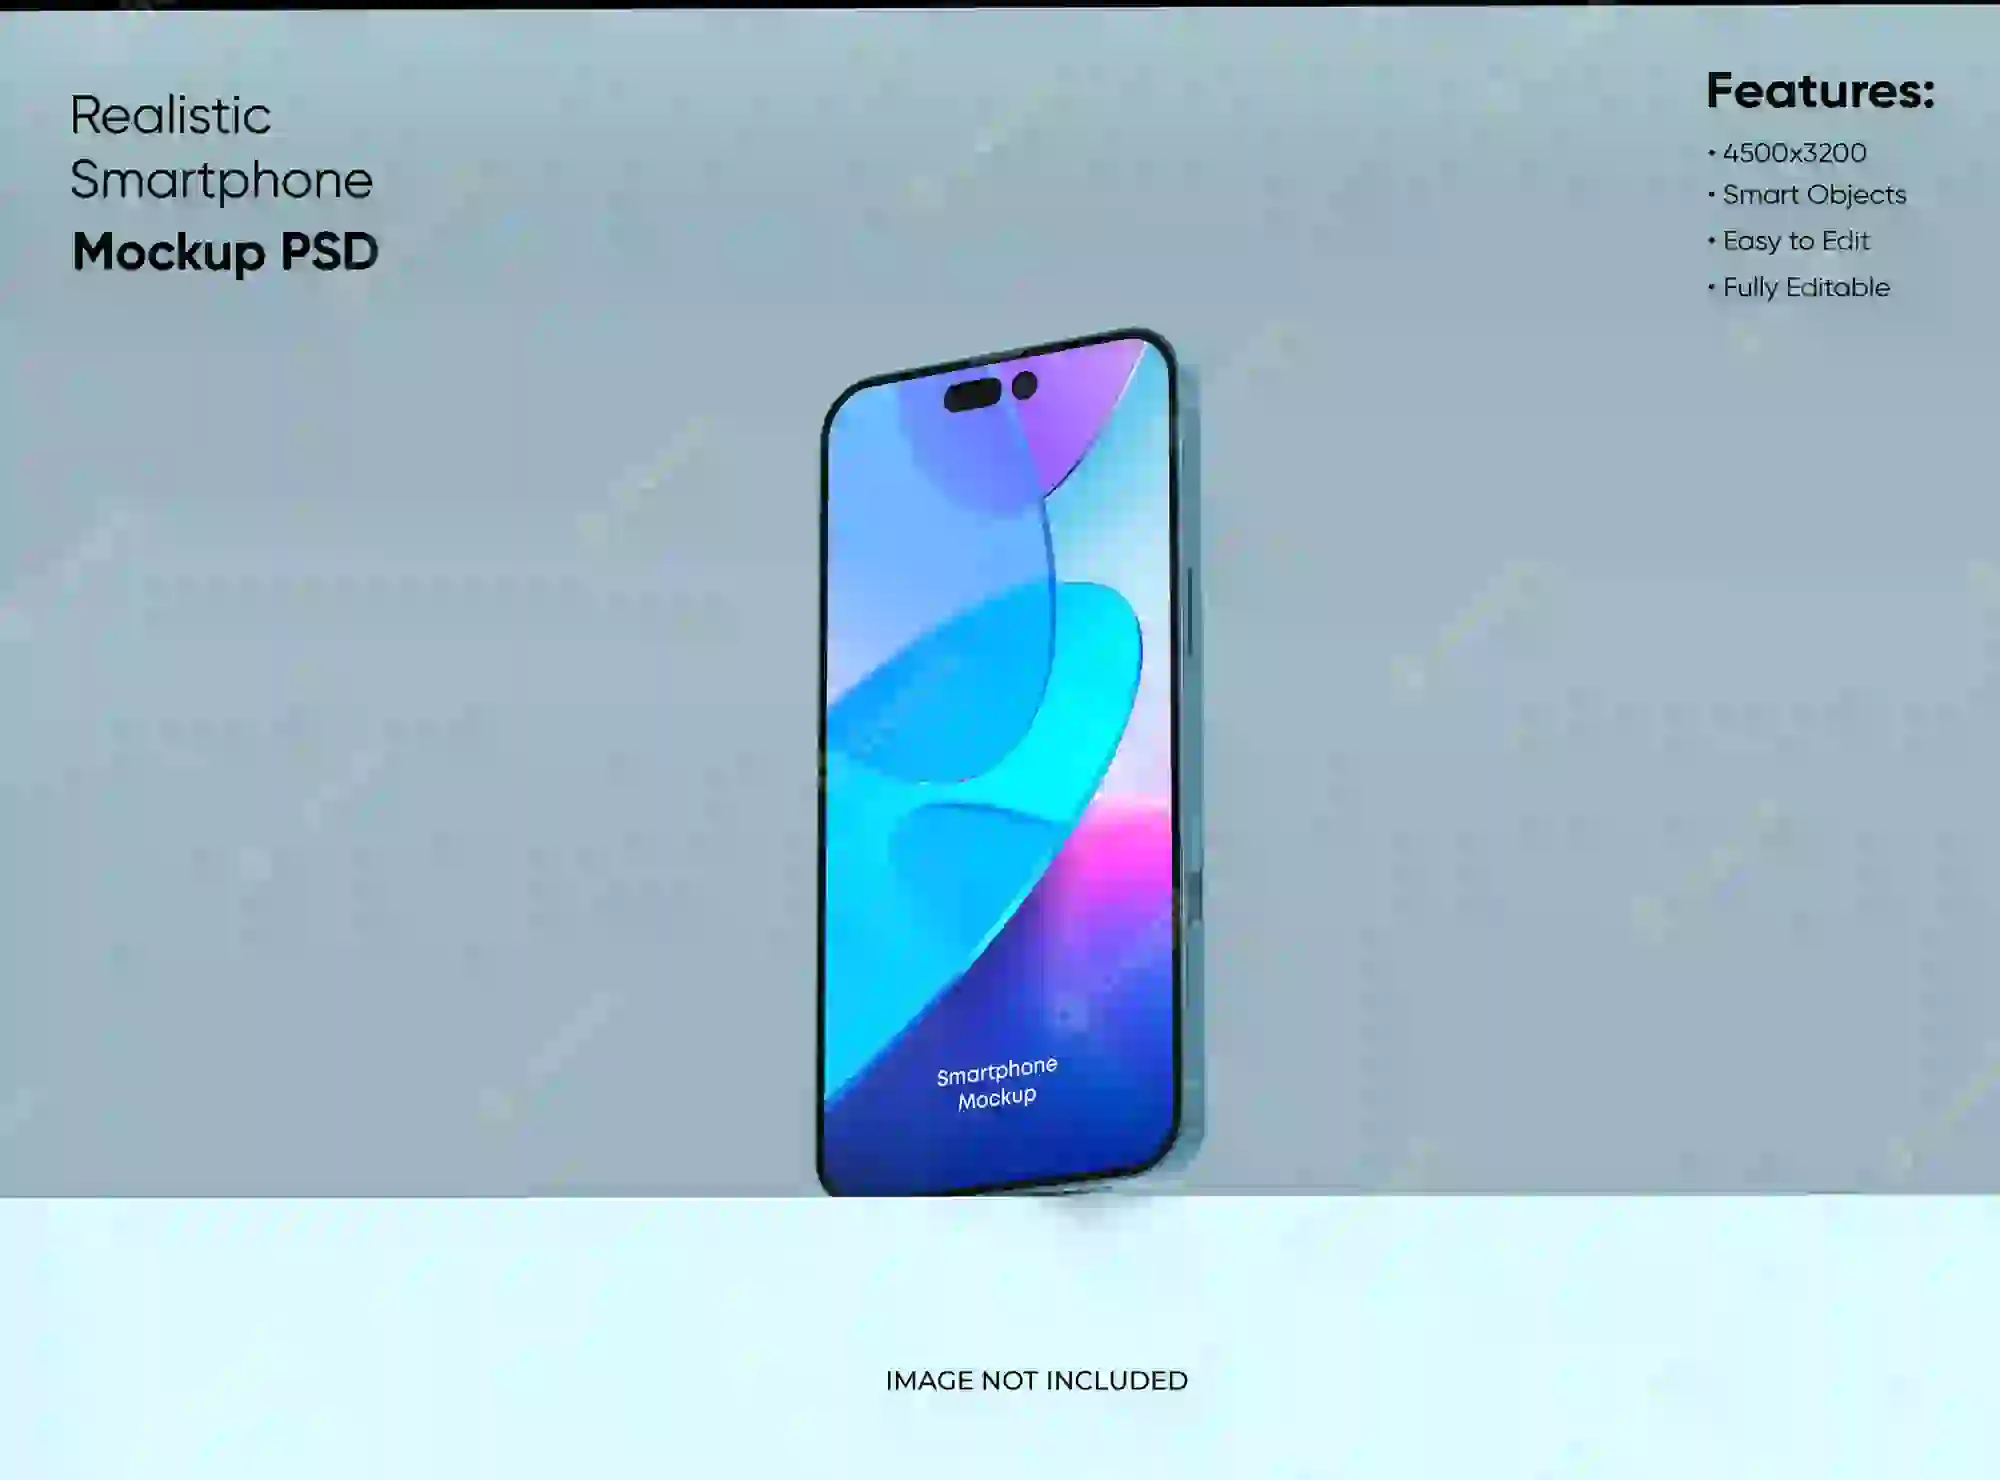 Realistic
Smartphone
Mockup PSD
Features:
• 4500x3200
• Smart Objects
• Easy to Edit
• Fully Editable
Smartphone
Mockup
IMAGE NOT INCLUDED